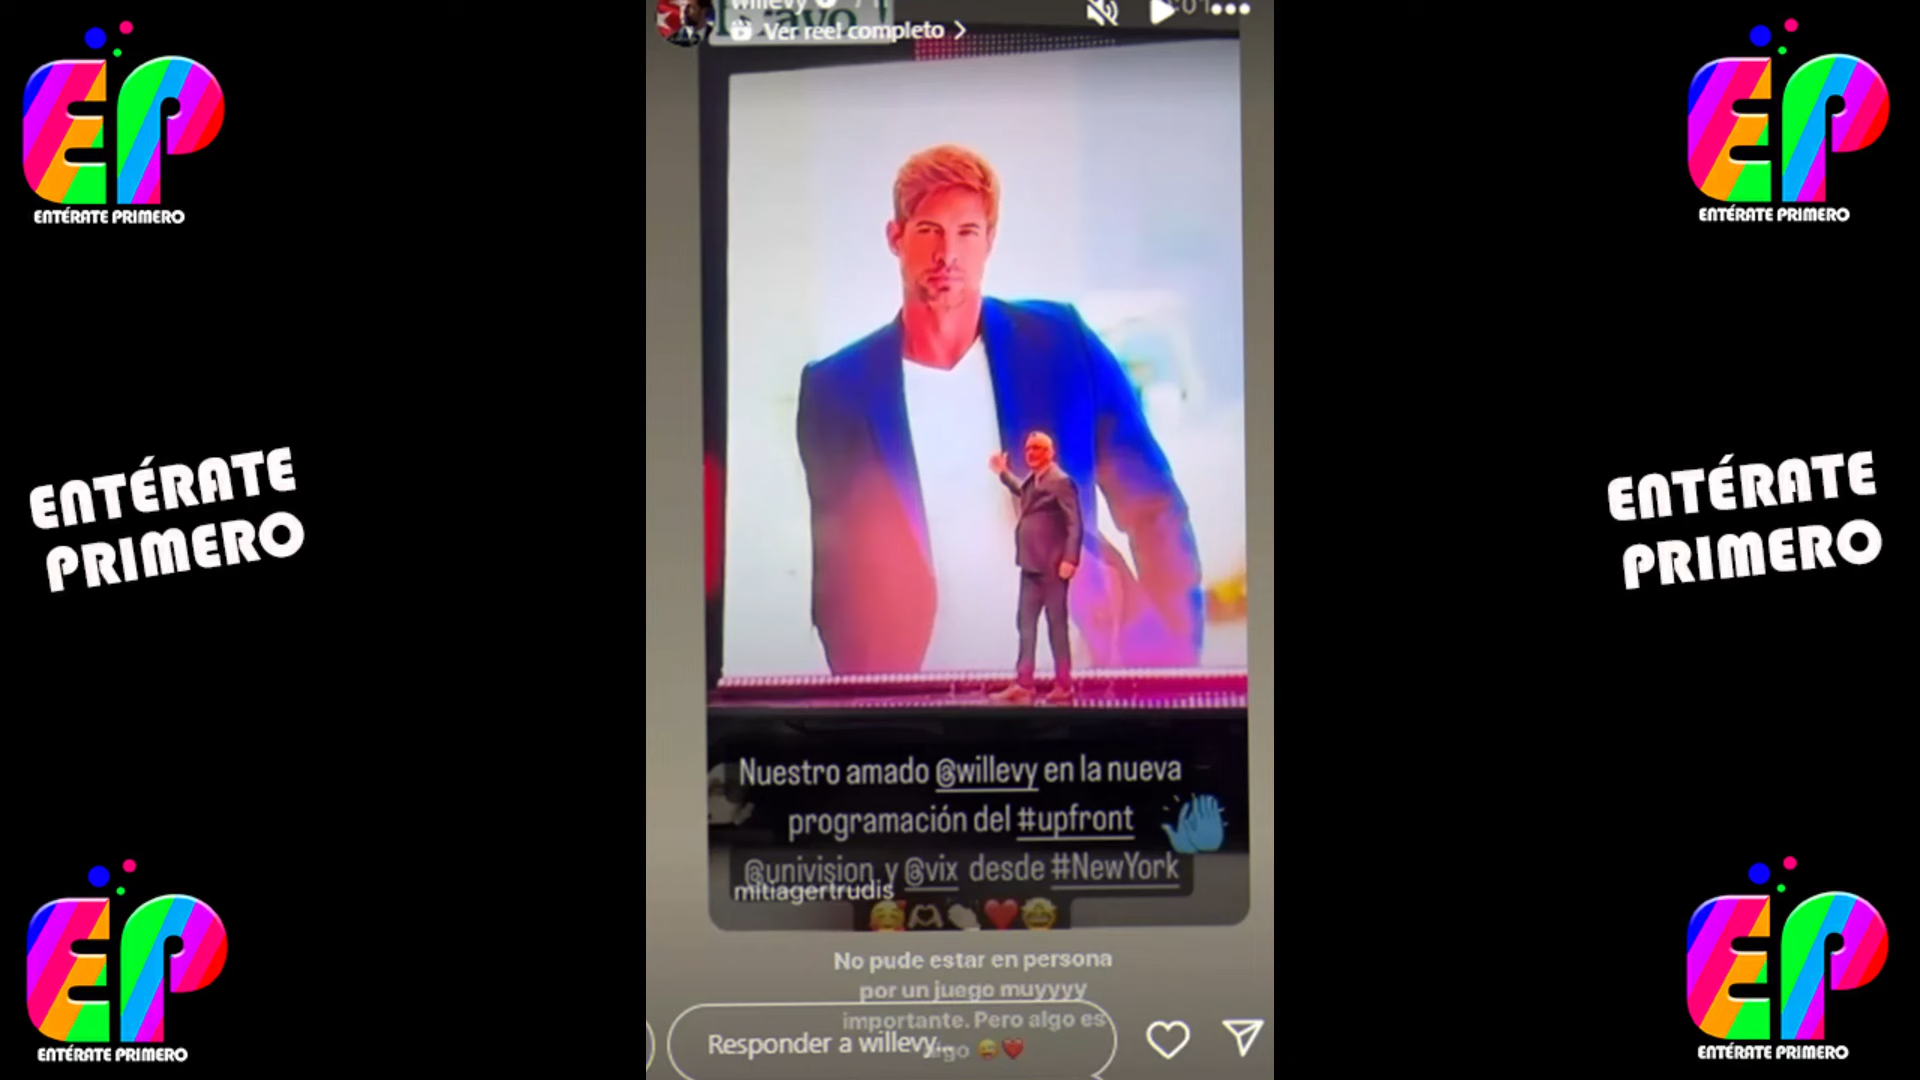 EP
ENTÉRATE PRIMERO
ENTÉRATE
PRIMERO
EP
ENTÉRATE PRIMERO
willevy
Ver reel completo
Nuestro amado @willevy en la nueva
programación del #upfront
@univision y @vix desde #NewYork
mitiagertrudis
No pude estar en persona
por un juego muyyyy
importante. Pero algo es
algo
Responder a willevy...
EP
ENTÉRATE PRIMERO
ENTÉRATE
PRIMERO
EP
ENTÉRATE PRIMERO